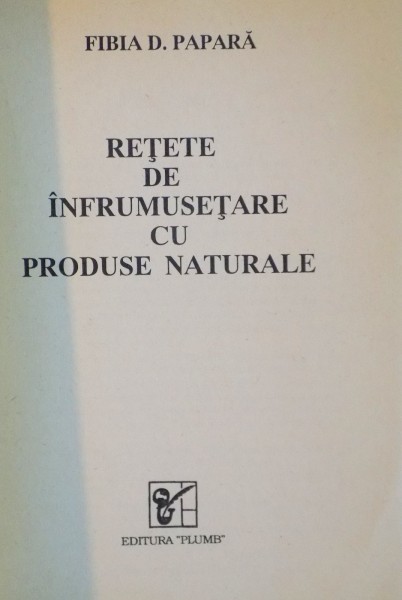 FIBIA D. PAPARĂ
REŢETE
DE
ÎNFRUMUSEŢARE
CU
PRODUSE NATURALE
EDITURA "PLUMB"